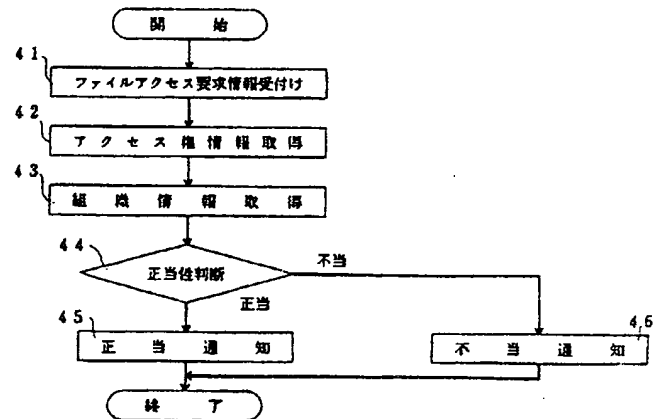 開始
41
ファイルアクセス要求情報受付け
42
アクセス権情報取得
43
組織情報取得
44
正当性判断
不当
正当
45
正当通知
46
不当通知
終了